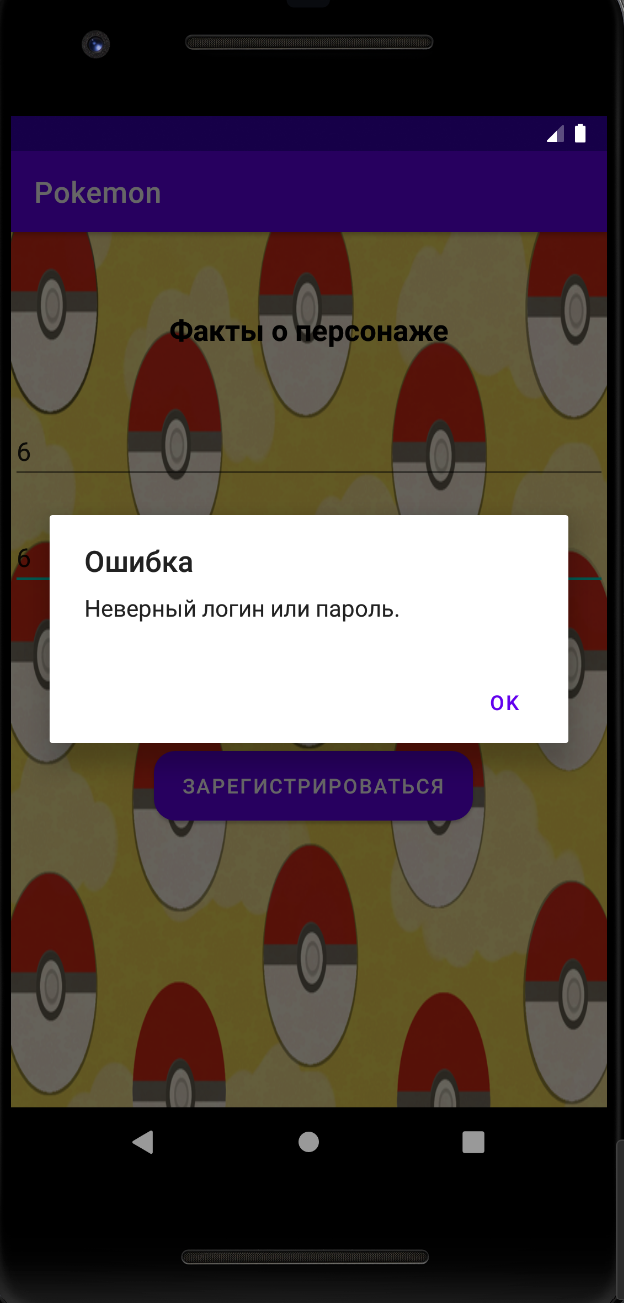 Pokemon
Факты о персонаже
6
6
Ошибка
Неверный логин или пароль.
OK
ЗАРЕГИСТРИРОВАТЬСЯ